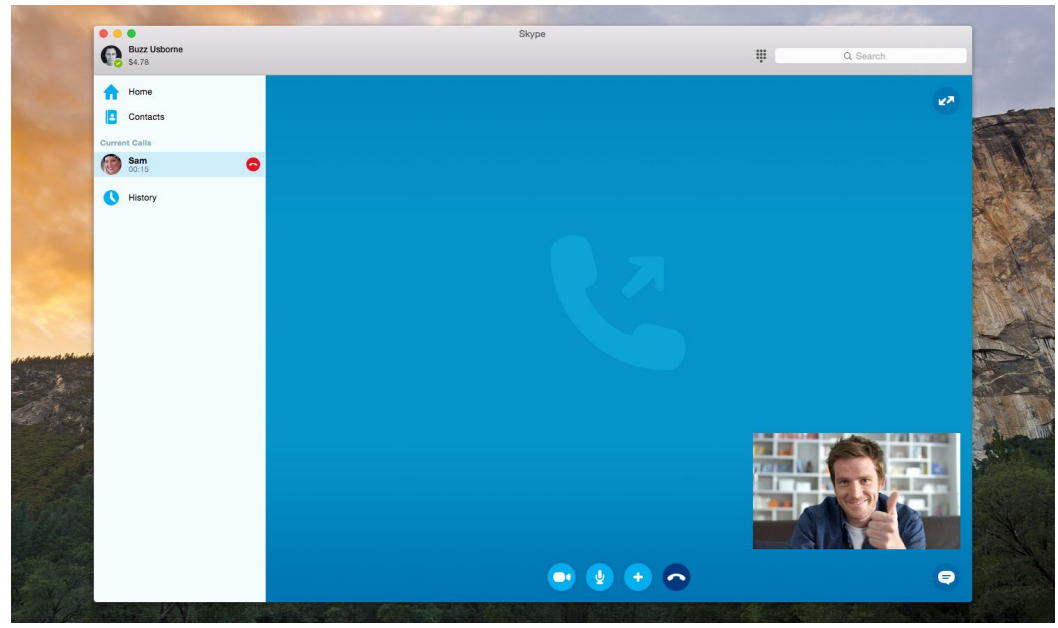 Skype
Buzz Usborne
$4.78
Search
Home
Contacts
Current Calls
Sam
00:15
History